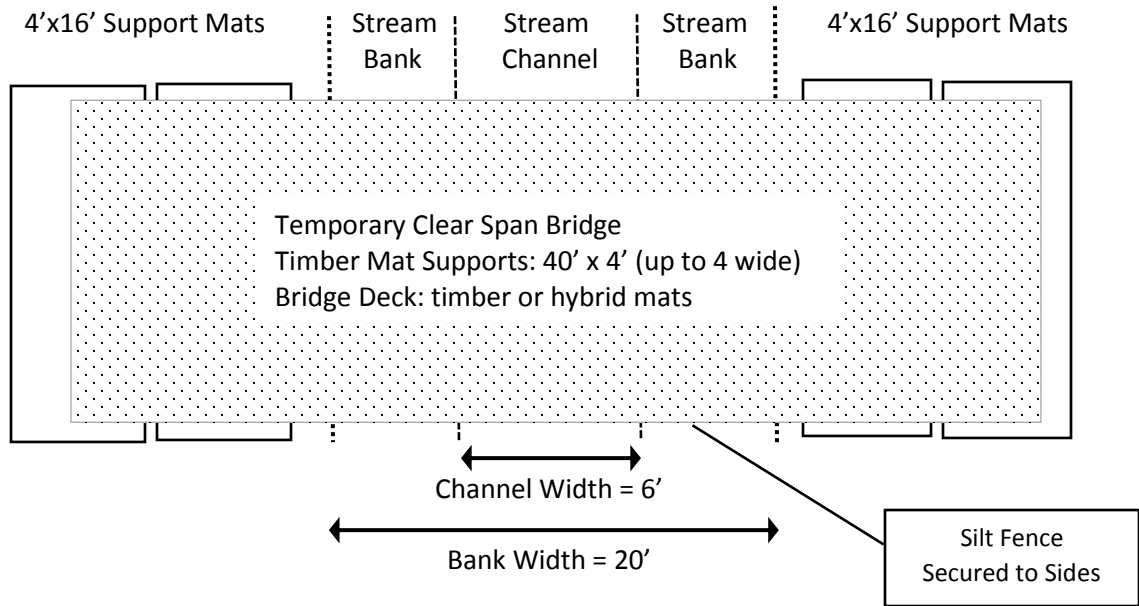 4’x16’ Support Mats
Stream
Bank
Stream
Channel
Stream
Bank
4’x16’ Support Mats
Temporary Clear Span Bridge
Timber Mat Supports: 40’ x 4’ (up to 4 wide)
Bridge Deck: timber or hybrid mats
Channel Width = 6’
Bank Width = 20’
Silt Fence
Secured to Sides